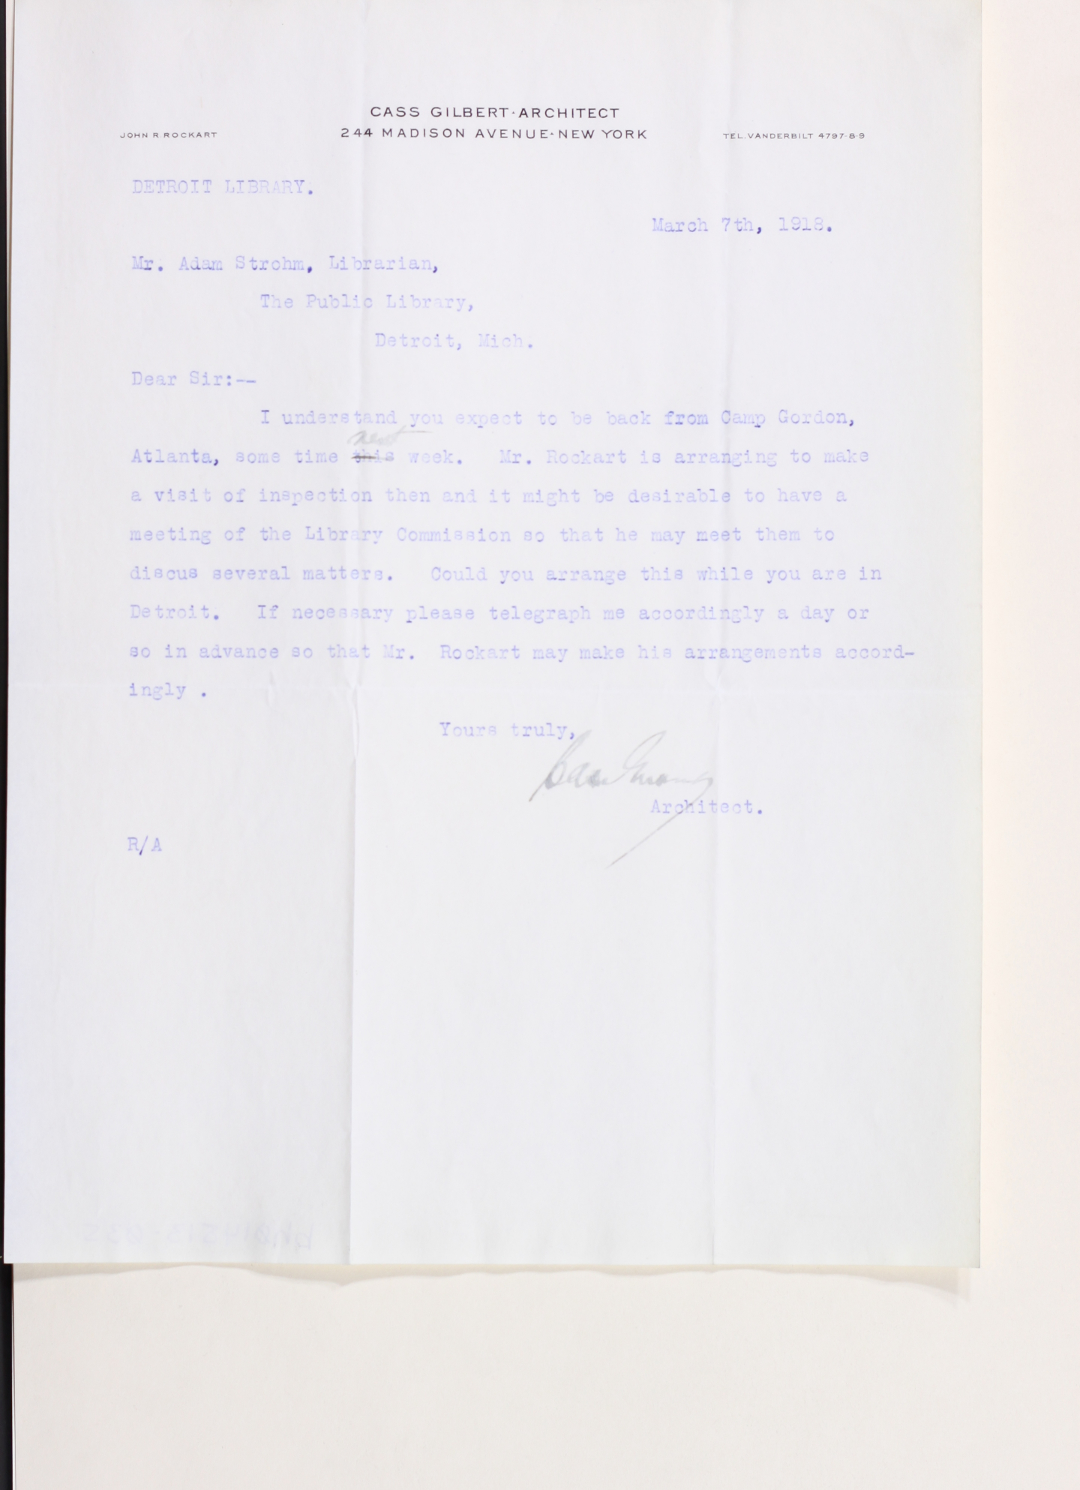 CASS GILBERT·ARCHITECT
JOHN R. ROCKART 244 MADISON AVENUE·NEW YORK TEL. VANDERBILT 4797-8-9
DETROIT LIBRARY.
March 7th, 1918.
Mr. Adam Strohm, Librarian,
The Public Library,
Detroit, Mich.
Dear Sir:--
I understand you expect to be back from Camp Gordon,
next
Atlanta, some time this week. Mr. Rockart is arranging to make
a visit of inspection then and it might be desirable to have a
meeting of the Library Commission so that he may meet them to
discus several matters. Could you arrange this while you are in
Detroit. If necessary please telegraph me accordingly a day or
so in advance so that Mr. Rockart may make his arrangements accord-
ingly .
Yours truly,
Architect.
R/A